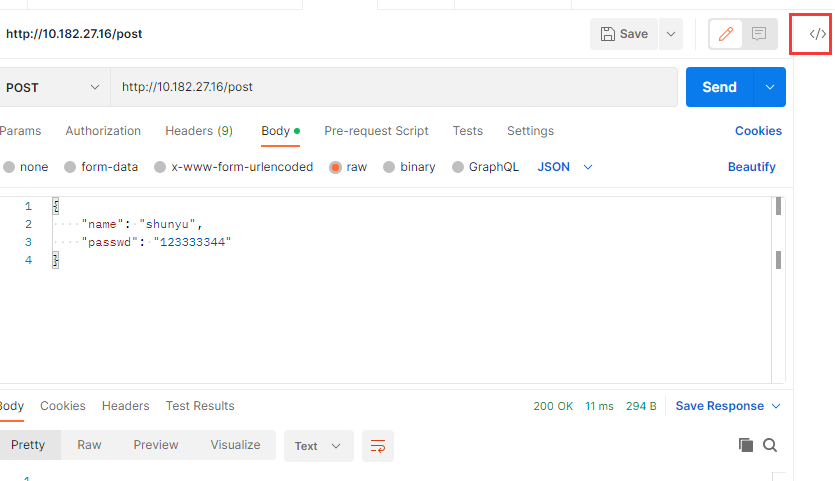 http://10.182.27.16/post Save </>
POST http://10.182.27.16/post Send
Params Authorization Headers (9) Body Pre-request Script Tests Settings Cookies
none form-data x-www-form-urlencoded raw binary GraphQL JSON Beautify
1 {
2 "name": "shunyu",
3 "passwd": "123333344"
4 }
Body Cookies Headers Test Results 200 OK 11 ms 294 B Save Response
Pretty Raw Preview Visualize Text
1